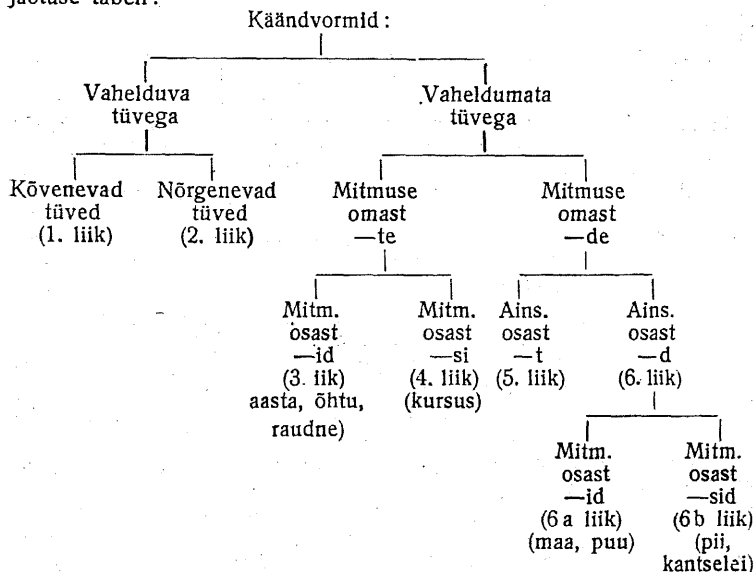 jaotuse tabel:
Käändvormid:
Vahelduva
tüvega
Vaheldumata
tüvega
Kõvenevad
tüved
(1. liik)
Nõrgenevad
tüved
(2. liik)
Mitmuse
omast
—te
Mitmuse
omast
—de
Mitm.
osast
—id
(3. liik)
aasta, õhtu,
raudne)
Mitm.
osast
—si
(4. liik)
(kursus)
Ains.
osast
—t
(5. liik)
Ains.
osast
—d
(6. liik)
Mitm.
osast
—id
(6 a liik)
(maa, puu)
Mitm.
osast
—sid
(6 b liik)
(pii,
kantselei)